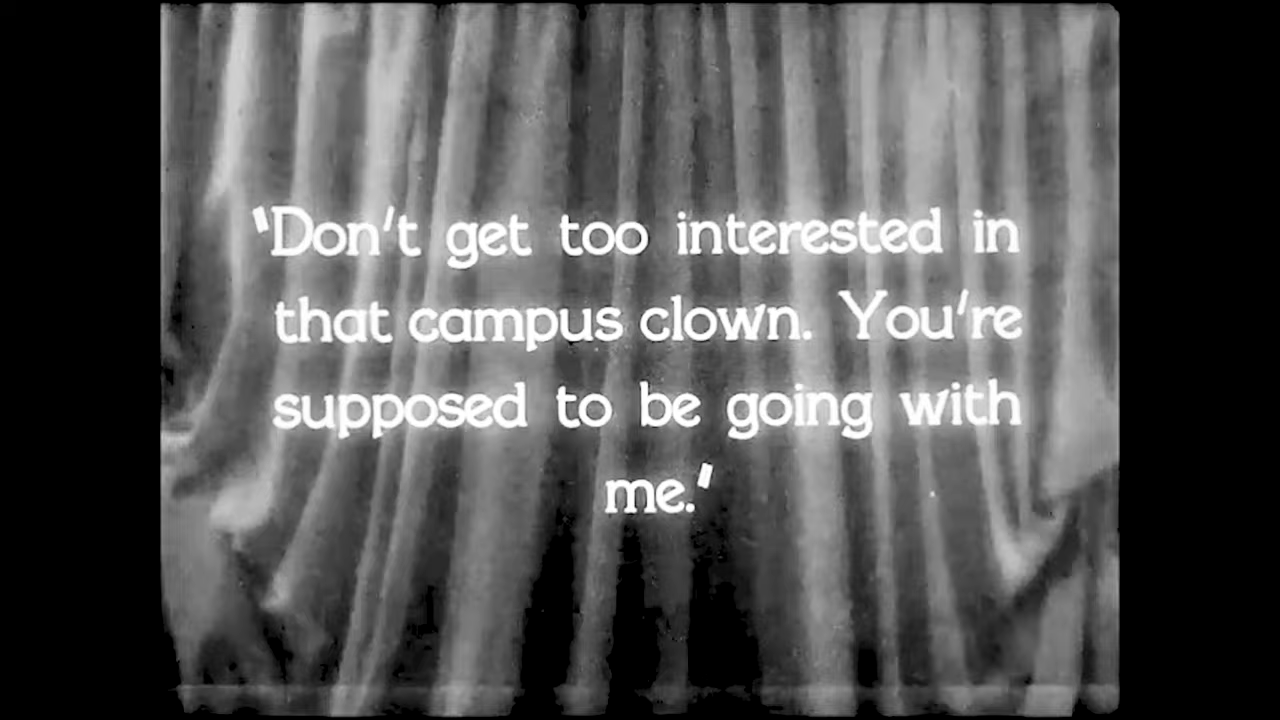 "Don't get too interested in
that campus clown. You're
supposed to be going with
me."